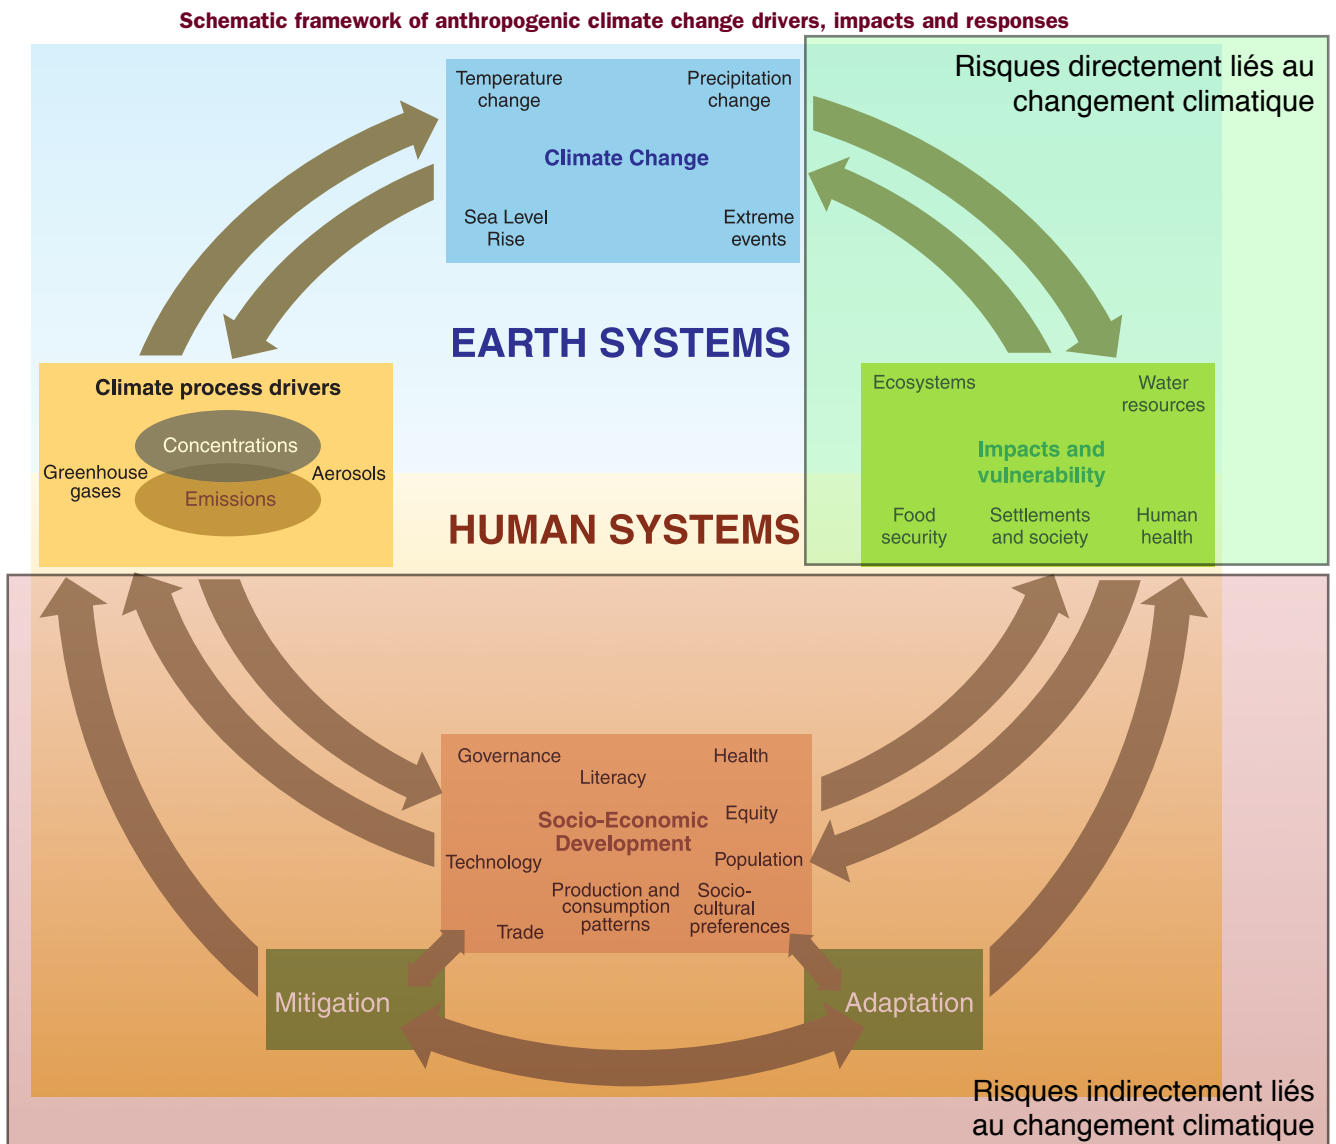 Schematic framework of anthropogenic climate change drivers, impacts and responses
Risques directement liés au
changement climatique
Temperature
change
Precipitation
change
Climate Change
Sea Level
Rise
Extreme
events
EARTH SYSTEMS
Climate process drivers
Concentrations
Greenhouse
gases
Aerosols
Emissions
Ecosystems
Water
resources
Impacts and
vulnerability
Food
security
Settlements
and society
Human
health
HUMAN SYSTEMS
Governance
Health
Literacy
Equity
Socio-Economic
Development
Technology
Population
Production and
consumption
patterns
Socio-
cultural
preferences
Trade
Mitigation
Adaptation
Risques indirectement liés
au changement climatique